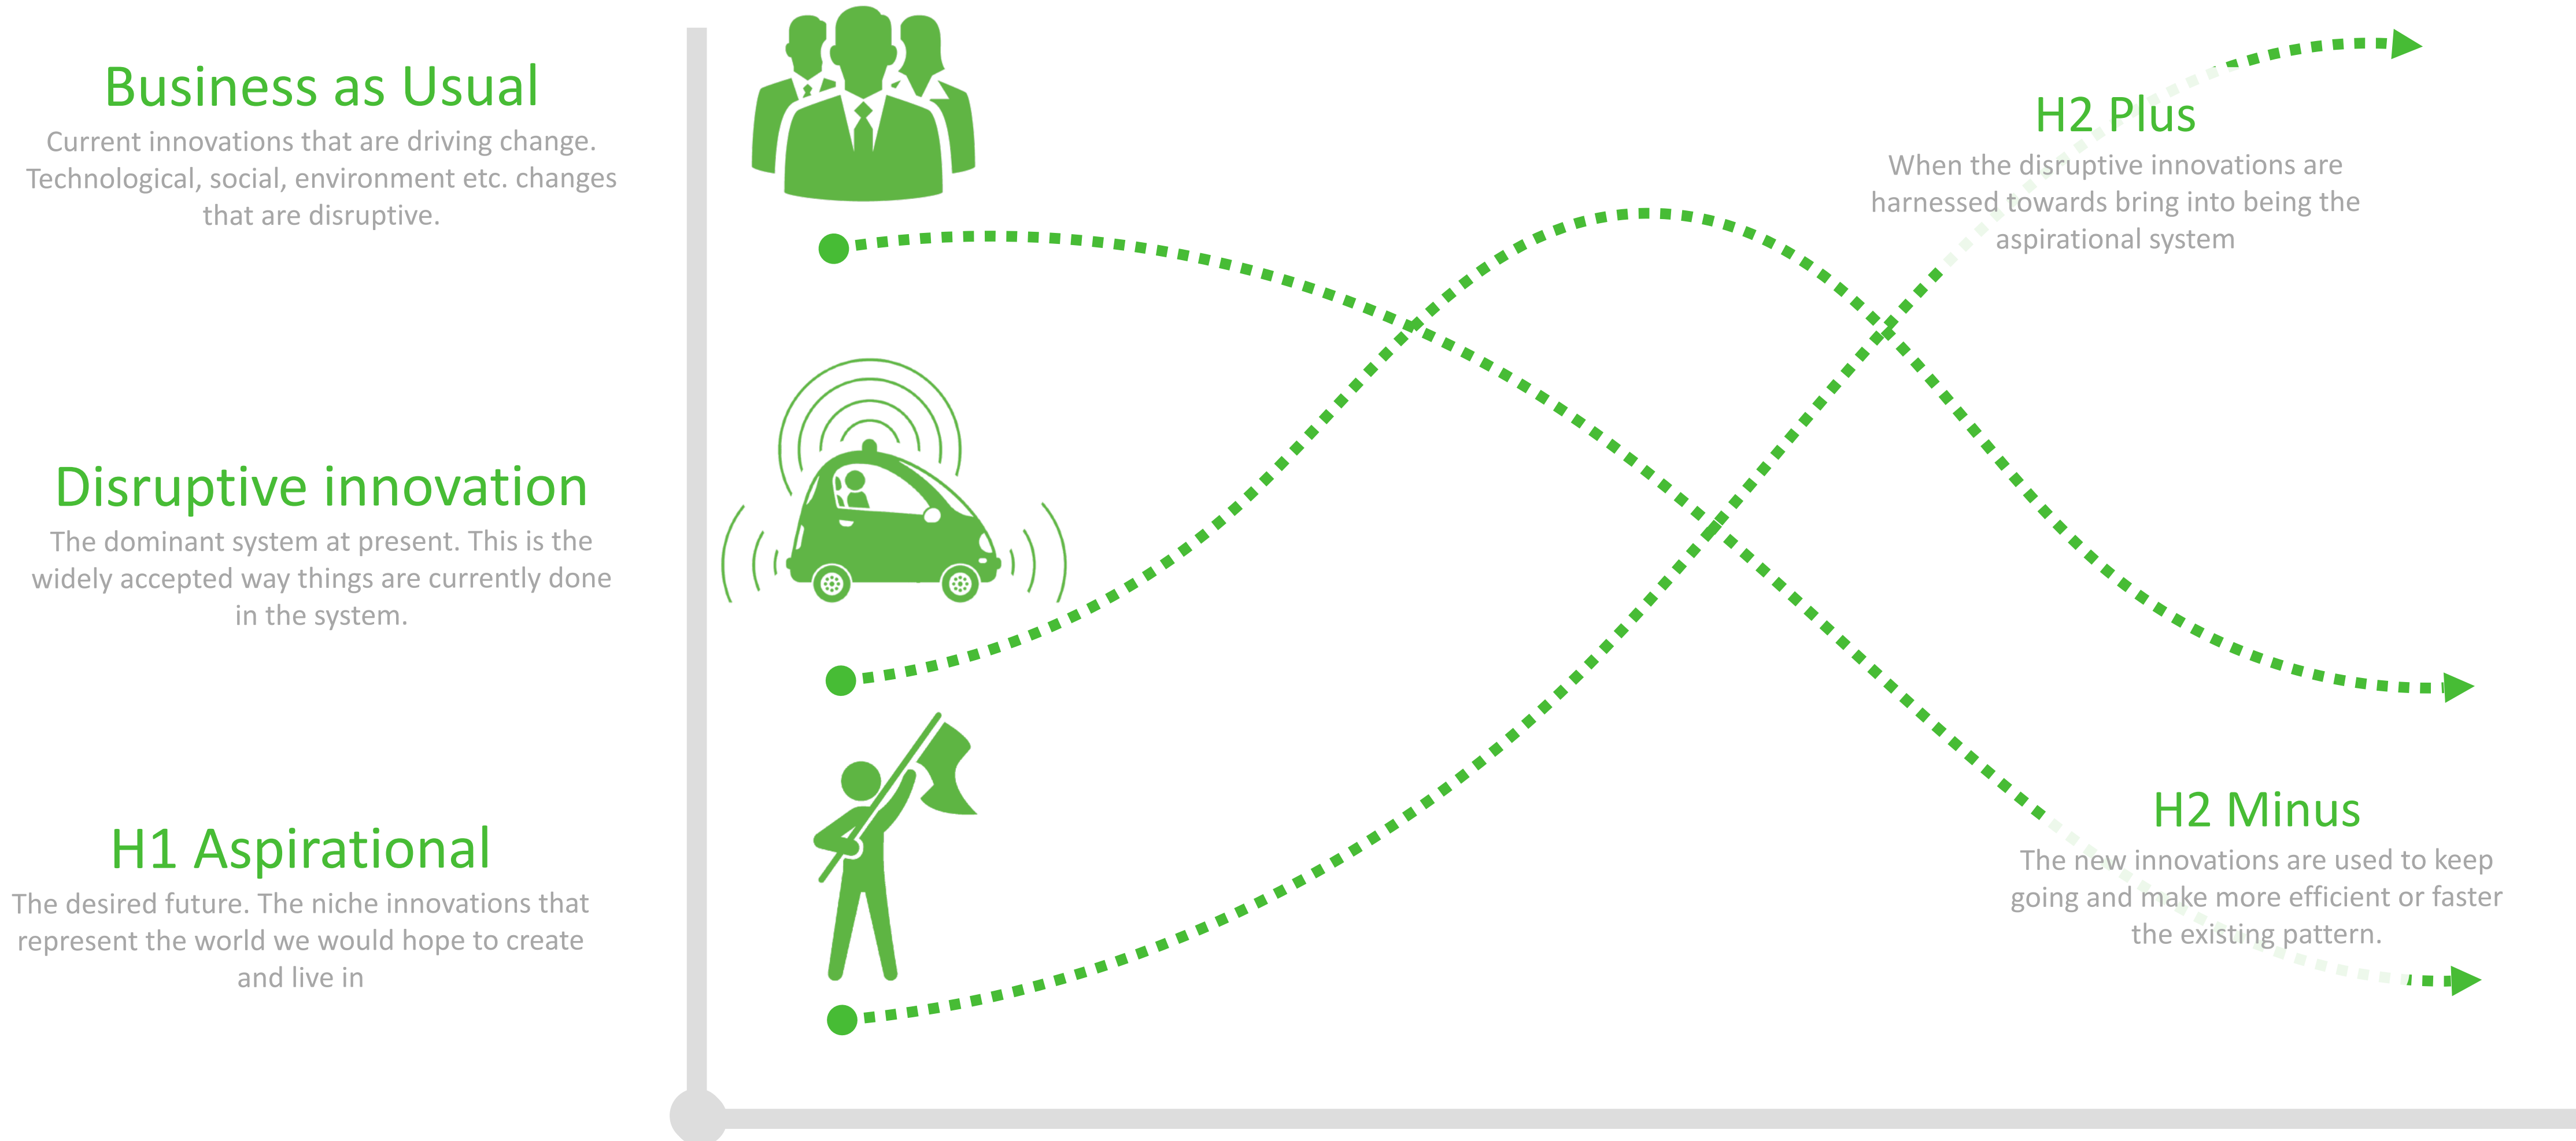 Business as Usual
Current innovations that are driving change.
Technological, social, environment etc. changes
that are disruptive.
Disruptive innovation
The dominant system at present. This is the
widely accepted way things are currently done
in the system.
H1 Aspirational
The desired future. The niche innovations that
represent the world we would hope to create
and live in
H2 Plus
When the disruptive innovations are
harnessed towards bring into being the
aspirational system
H2 Minus
The new innovations are used to keep
going and make more efficient or faster
the existing pattern.